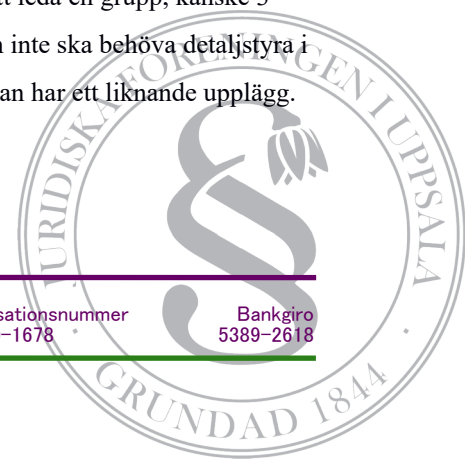 leda en grupp, kanske 3
inte ska behöva detaljstyra i
an har ett liknande upplägg.
JURIDISKA FÖRENINGEN I UPPSALA
GRUNDAD 1844
sationsnummer Bankgiro
-1678 5389-2618